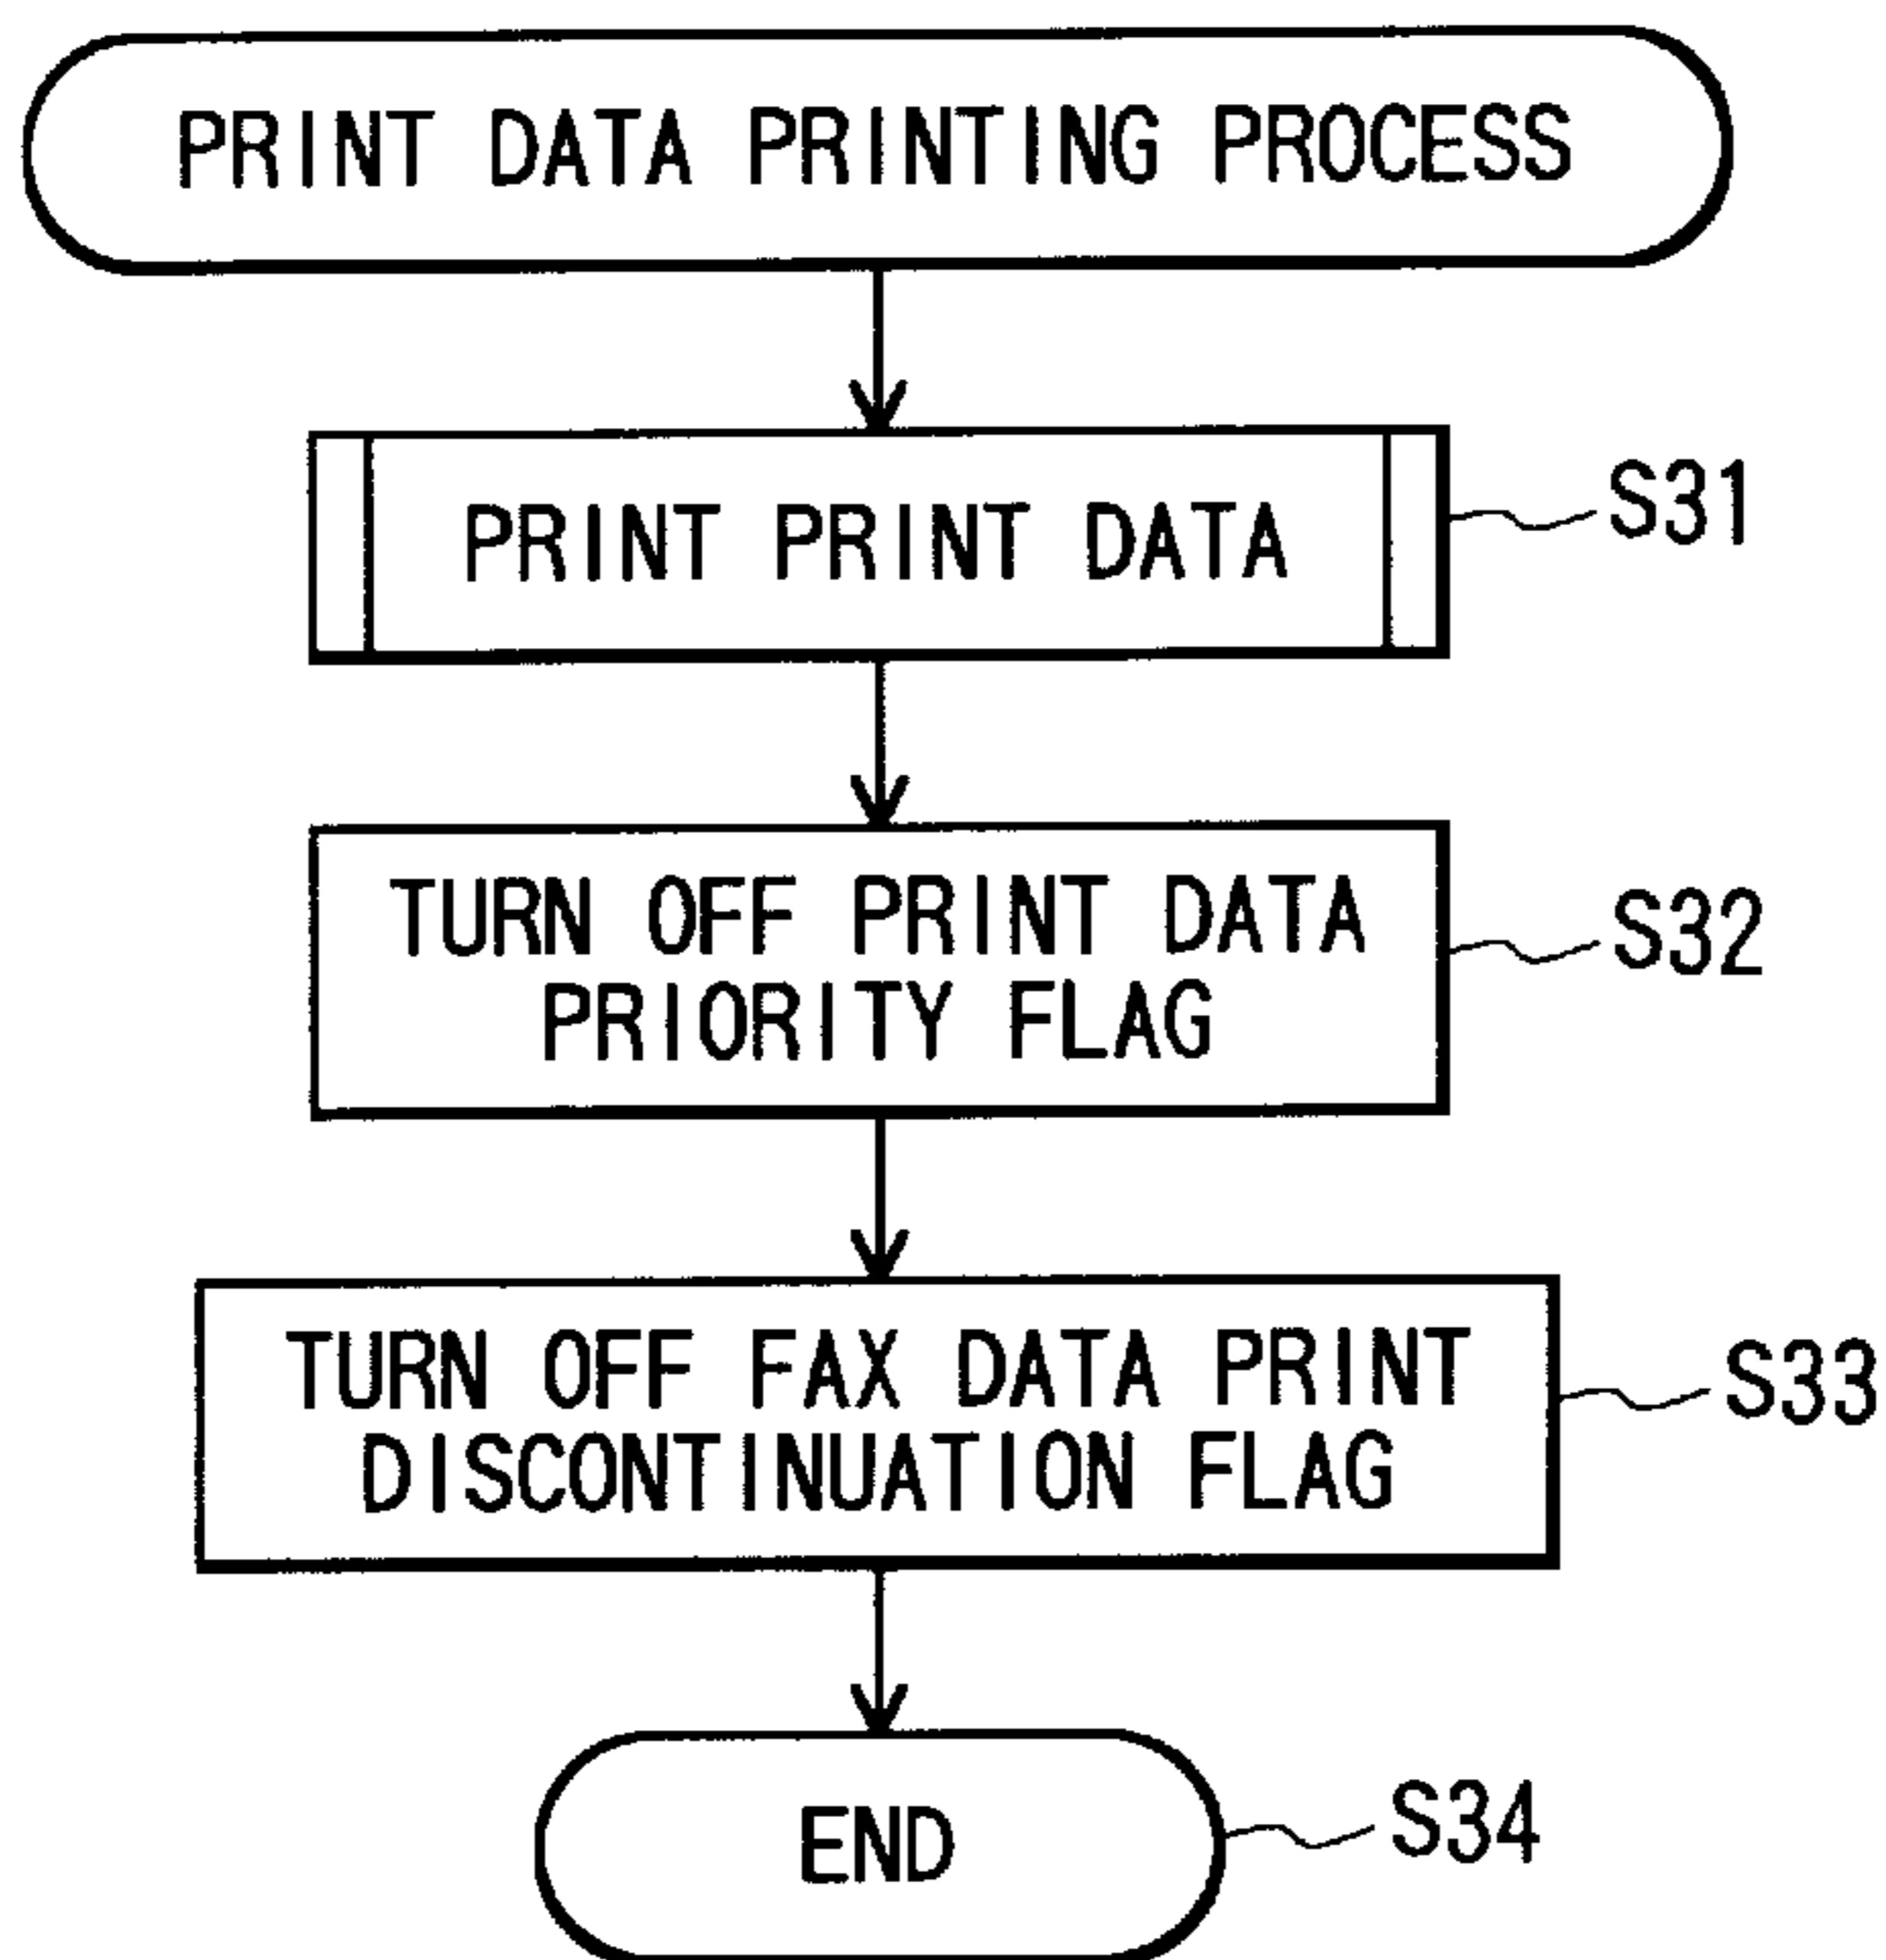 PRINT DATA PRINTING PROCESS
PRINT PRINT DATA
S31
TURN OFF PRINT DATA
PRIORITY FLAG
S32
TURN OFF FAX DATA PRINT
DISCONTINUATION FLAG
S33
END
S34